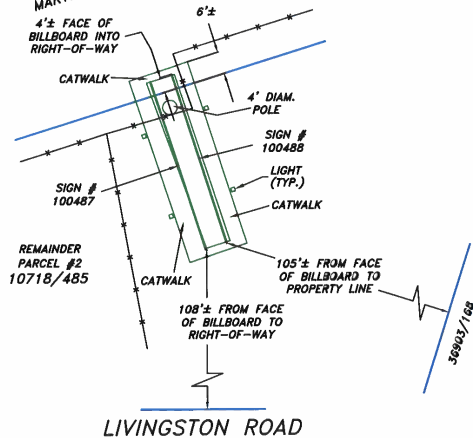 4'± FACE OF
BILLBOARD INTO
RIGHT-OF-WAY
6'±
CATWALK
4' DIAM.
POLE
SIGN #
100488
SIGN #
100487
LIGHT
(TYP.)
CATWALK
REMAINDER
PARCEL #2
10718/485
CATWALK
105'± FROM FACE
OF BILLBOARD TO
PROPERTY LINE
108'± FROM FACE
OF BILLBOARD TO
RIGHT-OF-WAY
36903/168
LIVINGSTON ROAD